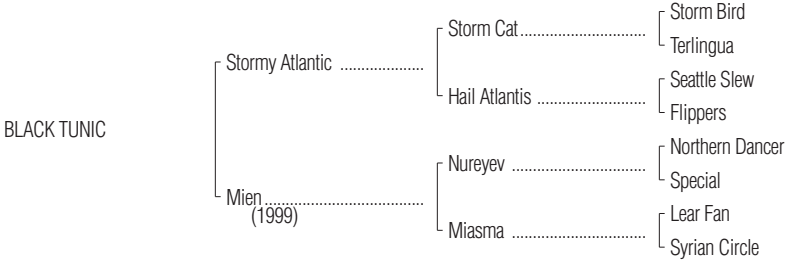 Storm Bird
Storm Cat..............................
Terlingua
Stormy Atlantic ....................
Seattle Slew
Hail Atlantis ..........................
Flippers
BLACK TUNIC
Northern Dancer
Nureyev ................................
Special
Mien......................................
(1999)
Lear Fan
Miasma ................................
Syrian Circle